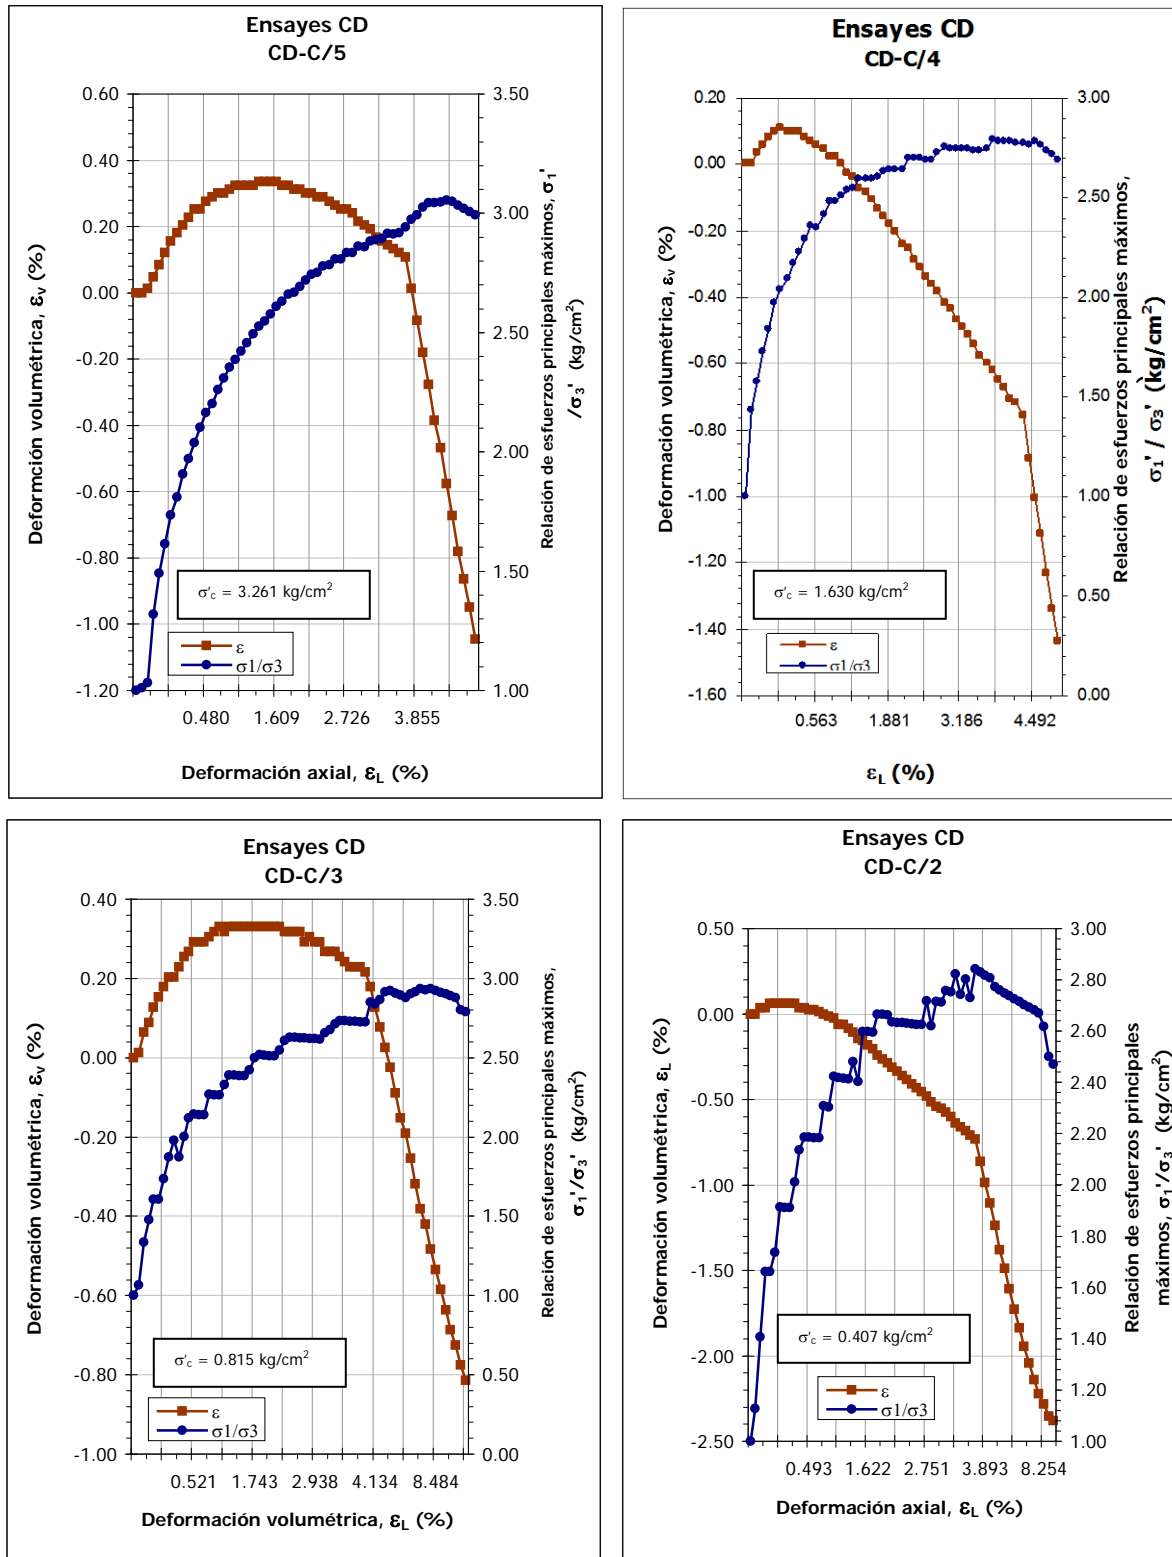 Ensayes CD
CD-C/5
0.60
0.40
0.20
0.00
-0.20
-0.40
-0.60
-0.80
-1.00
-1.20
3.50
3.00
2.50
2.00
1.50
1.00
Deformción volumétrica, εv (%)
Relación de esfuerzos principales máximos, σ1'
/σ3' (kg/cm2)
σ'c = 3.261 kg/cm2
ε
σ1/σ3
0.480 1.609 2.726 3.855
Deformación axial, εL (%)
Ensayes CD
CD-C/4
0.20
0.00
-0.20
-0.40
-0.60
-0.80
-1.00
-1.20
-1.40
-1.60
3.00
2.50
2.00
1.50
1.00
0.50
0.00
Deformación volumétrica, εv (%)
Relación de esfuerzos principales máximos,
σ1' / σ3' (kg/cm2)
σ'c = 1.630 kg/cm2
ε
σ1/σ3
0.563 1.881 3.186 4.492
εL (%)
Ensayes CD
CD-C/3
0.40
0.20
0.00
-0.20
-0.40
-0.60
-0.80
-1.00
3.50
3.00
2.50
2.00
1.50
1.00
0.50
0.00
Deformación volumétrica, εv (%)
Relación de esfuerzos principales máximos,
σ1'/σ3' (kg/cm2)
σ'c = 0.815 kg/cm2
ε
σ1/σ3
0.521 1.743 2.938 4.134 8.484
Deformación volumétrica, εL (%)
Ensayes CD
CD-C/2
0.50
0.00
-0.50
-1.00
-1.50
-2.00
-2.50
3.00
2.80
2.60
2.40
2.20
2.00
1.80
1.60
1.40
1.20
1.00
Deformación volumétrica, εL (%)
Relación de esfuerzos principales
máximos, σ1'/σ3' (kg/cm2)
σ'c = 0.407 kg/cm2
ε
σ1/σ3
0.493 1.622 2.751 3.893 8.254
Deformación axial, εL (%)